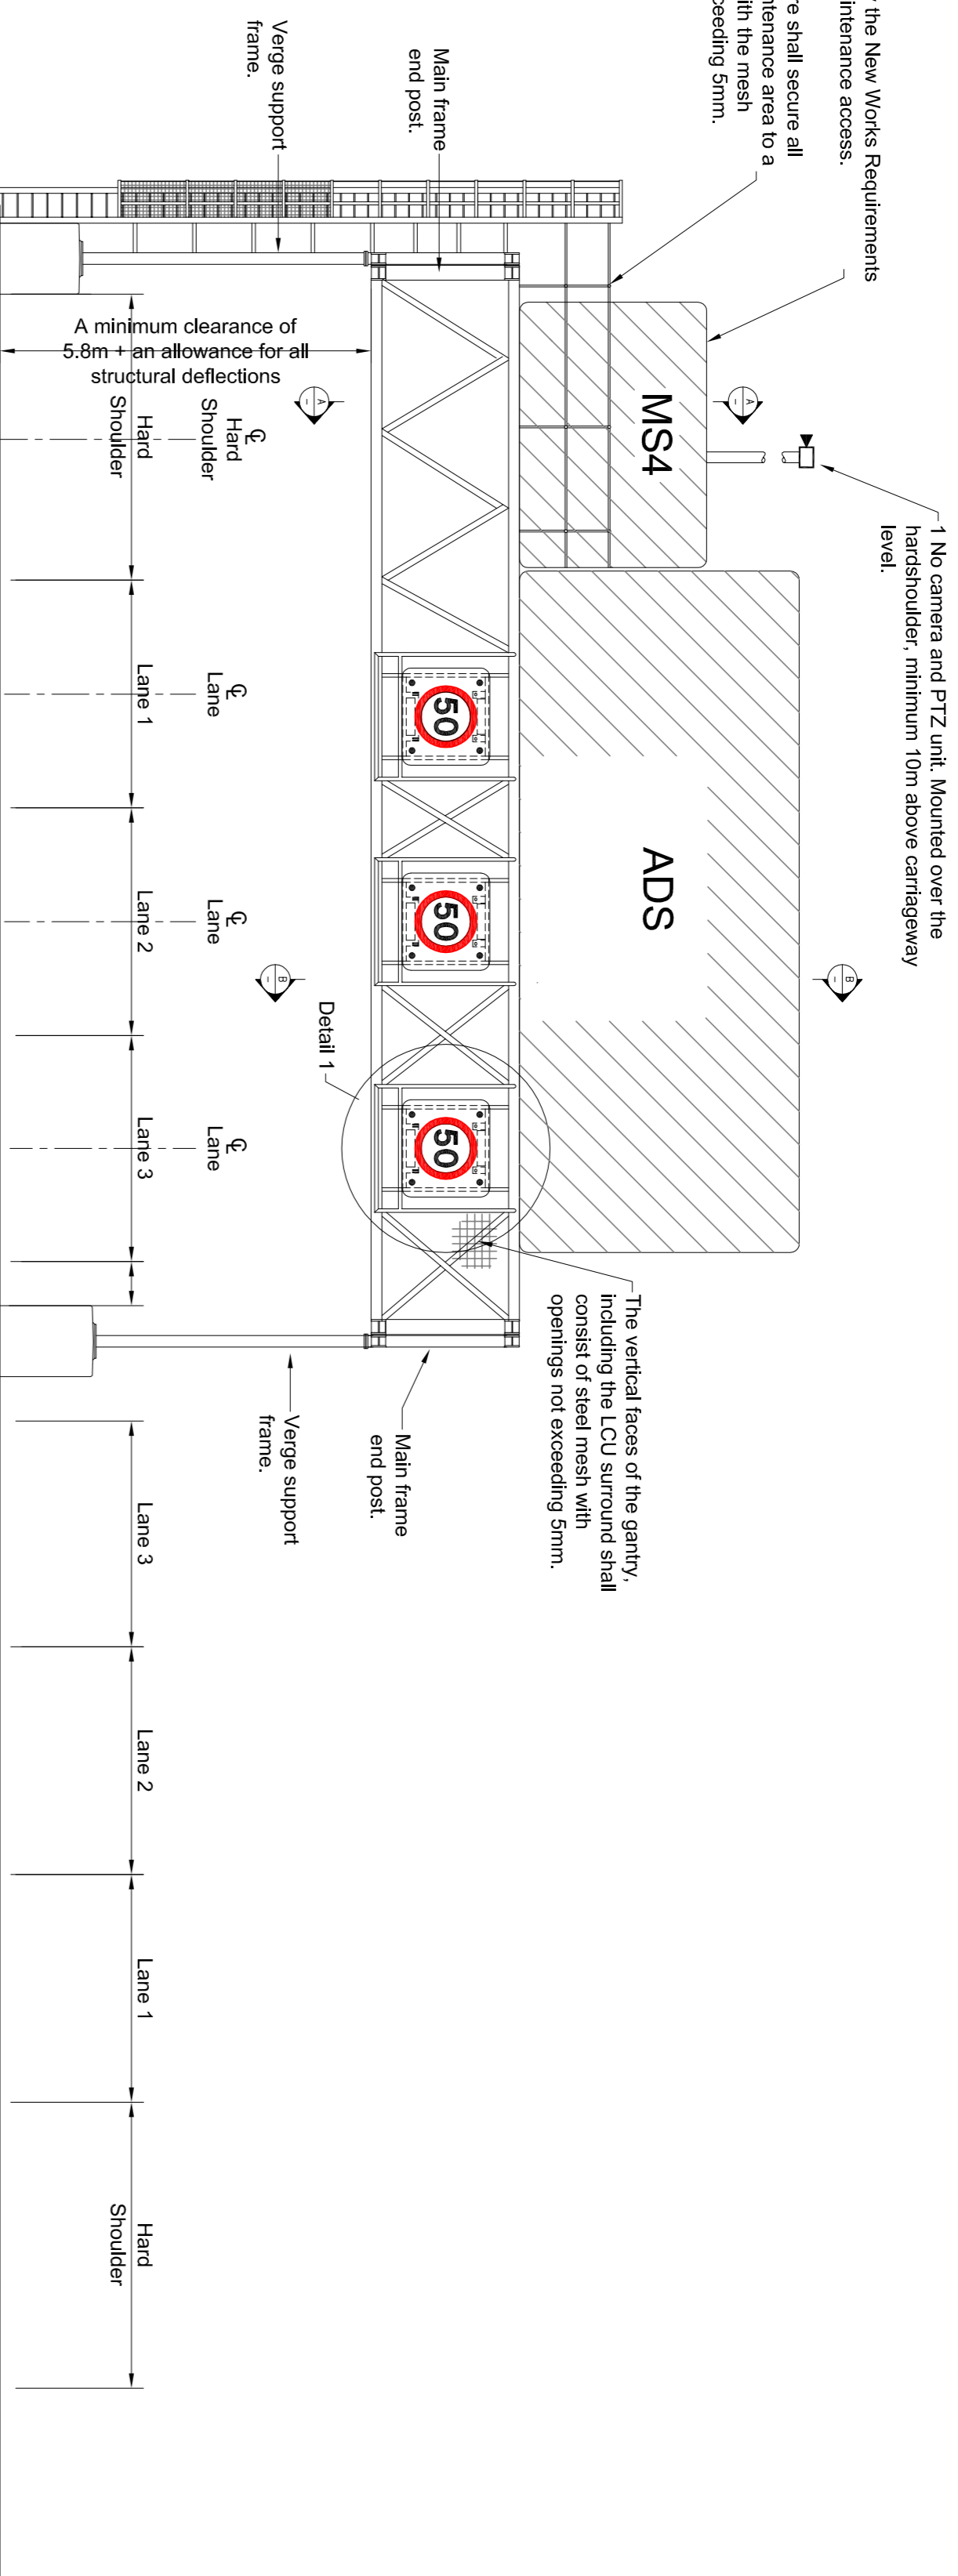 1 No camera and PTZ unit. Mounted over the
hardshoulder, minimum 10m above carriageway
level.
the New Works Requirements
intenance access.
re shall secure all
ntenance area to a
ith the mesh
ceeding 5mm.
MS4
ADS
A
-
B
-
The vertical faces of the gantry,
including the LCU surround shall
consist of steel mesh with
openings not exceeding 5mm.
Main frame
end post.
50
50
50
Main frame
end post.
Verge support
frame.
Detail 1
Verge support
frame.
A
-
B
-
A minimum clearance of
5.8m + an allowance for all
structural deflections
℄
Hard
Shoulder
℄
Lane
℄
Lane
℄
Lane
Hard
Shoulder
Lane 1
Lane 2
Lane 3
Lane 3
Lane 2
Lane 1
Hard
Shoulder